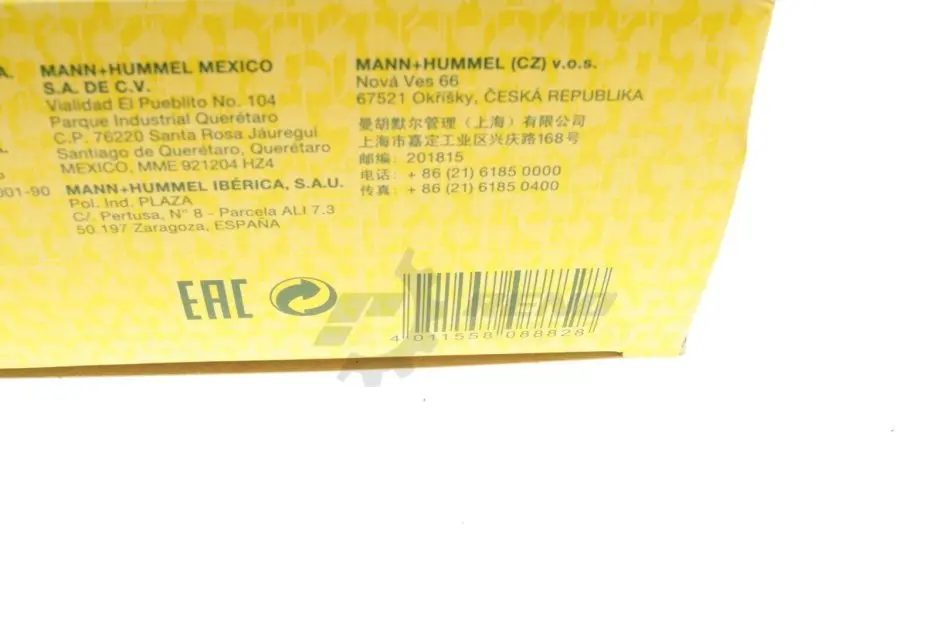 A.
L.
001-90
MANN+HUMMEL MEXICO
S.A. DE C.V.
Vialidad El Pueblito No. 104
Parque Industrial Querétaro
C.P. 76220 Santa Rosa Jáuregui
Santiago de Querétaro, Querétaro
MEXICO, MME 921204 HZ4
MANN+HUMMEL IBÉRICA, S.A.U.
Pol. Ind. PLAZA
C/. Pertusa, N° 8 - Parcela ALI 7.3
50.197 Zaragoza, ESPAÑA
MANN+HUMMEL (CZ) v.o.s.
Nová Ves 66
67521 Okříšky, ČESKÁ REPUBLIKA
曼胡默尔管理（上海）有限公司
上海市嘉定工业区兴庆路168号
邮编: 201815
电话: + 86 (21) 6185 0000
传真: + 86 (21) 6185 0400
EAC
4 011558 088828